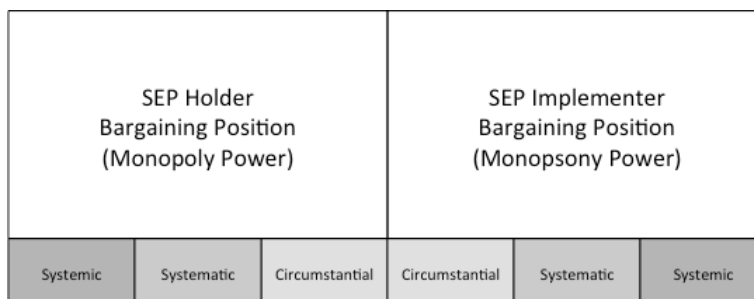 SEP Holder
Bargaining Position
(Monopoly Power)
SEP Implementer
Bargaining Position
(Monopsony Power)
Systemic
Systematic
Circumstantial
Circumstantial
Systematic
Systemic